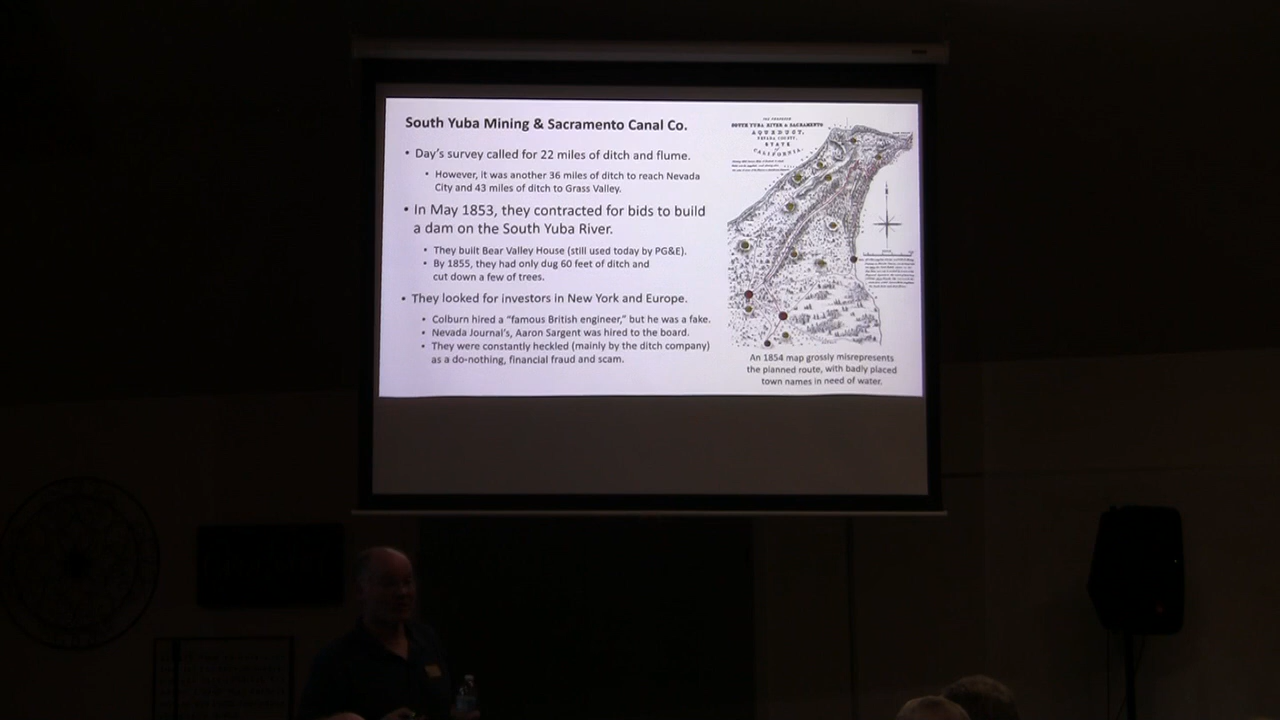 South Yuba Mining & Sacramento Canal Co.
• Day's survey called for 22 miles of ditch and flume.
• However, it was another 36 miles of ditch to reach Nevada
City and 43 miles of ditch to Grass Valley.
• In May 1853, they contracted for bids to build
a dam on the South Yuba River.
• They built Bear Valley House (still used today by PG&E).
• By 1855, they had only dug 60 feet of ditch and
cut down a few of trees.
• They looked for investors in New York and Europe.
• Colburn hired a "famous British engineer," but he was a fake.
• Nevada Journal's, Aaron Sargent was hired to the board.
• They were constantly heckled (mainly by the ditch company)
as a do-nothing, financial fraud and scam.
SOUTH YUBA RIVER & SACRAMENTO
AQUEDUCT,
NEVADA COUNTY,
STATE
of
CALIFORNIA.
An 1854 map grossly misrepresents
the planned route, with badly placed
town names in need of water.